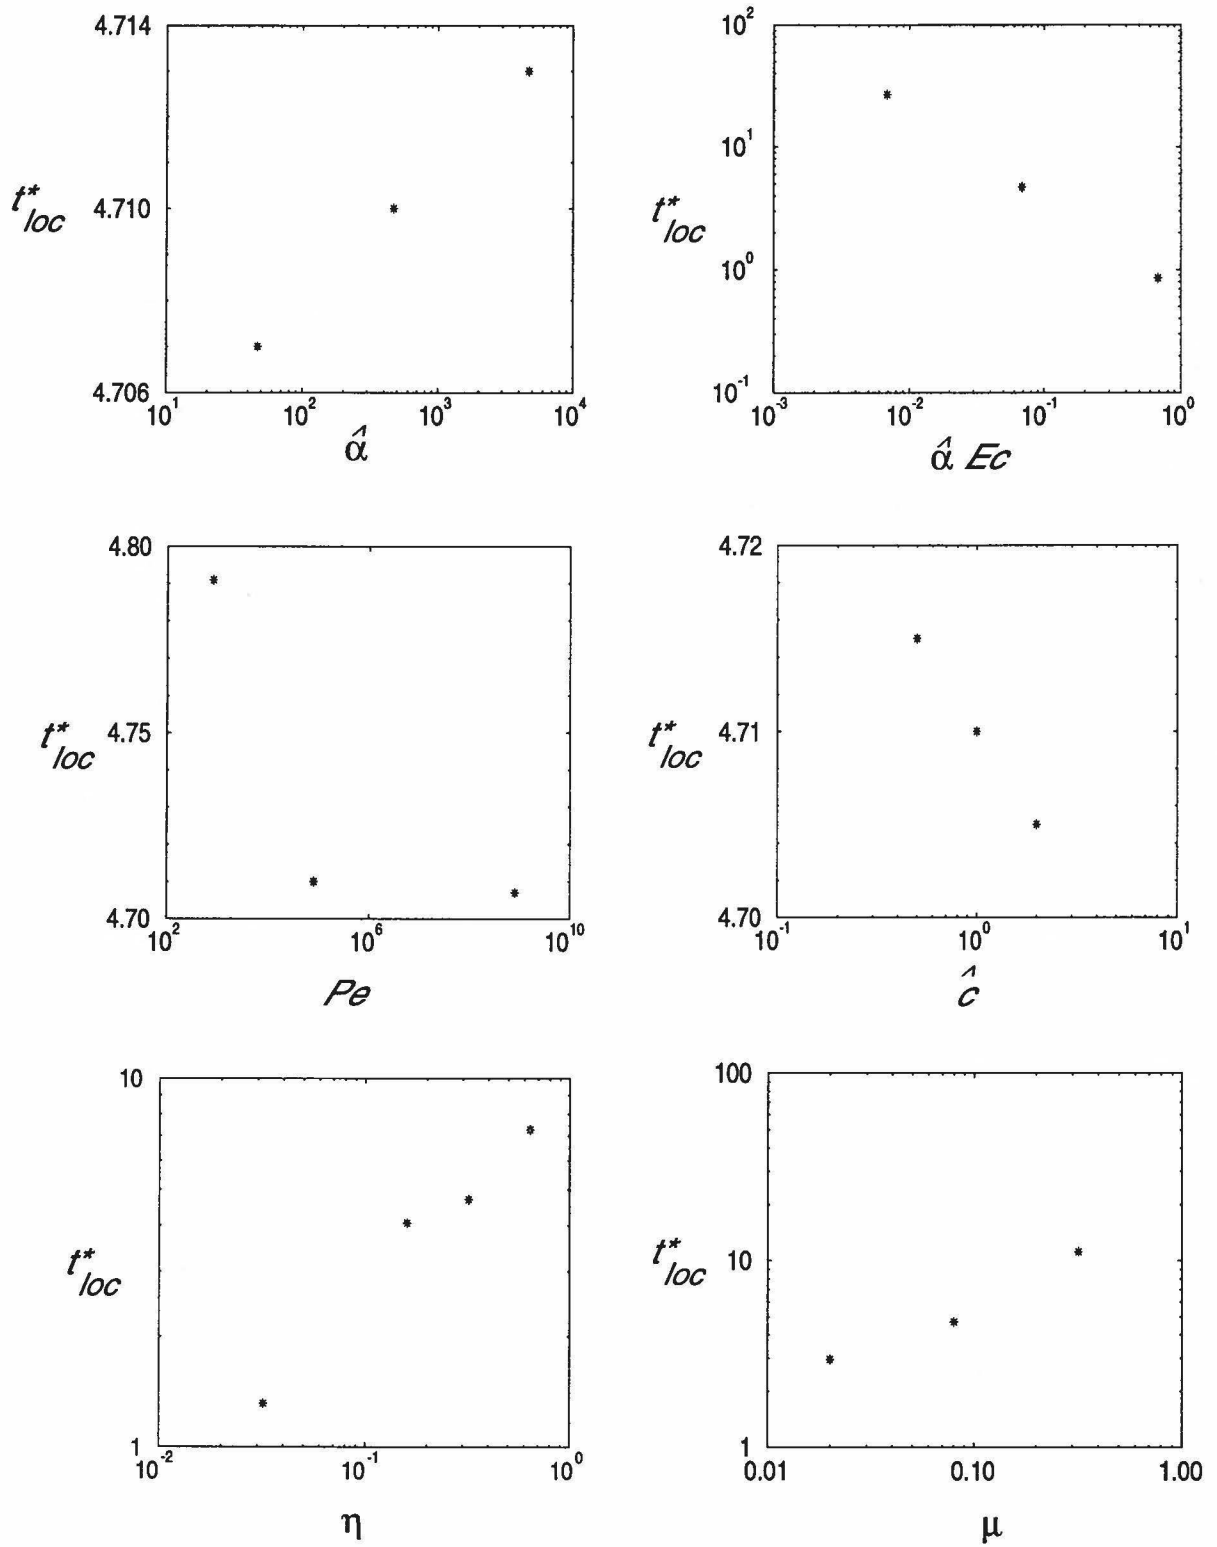 4.714
t*loc 4.710
4.706
10^1 10^2 10^3 10^4
α̂
10^2
10^1
t*loc
10^0
10^-1
10^-3 10^-2 10^-1 10^0
α̂ Ec
4.80
t*loc 4.75
4.70
10^2 10^6 10^10
Pe
4.72
t*loc 4.71
4.70
10^-1 10^0 10^1
ĉ
10
t*loc
1
10^-2 10^-1 10^0
η
100
t*loc 10
1
0.01 0.10 1.00
μ